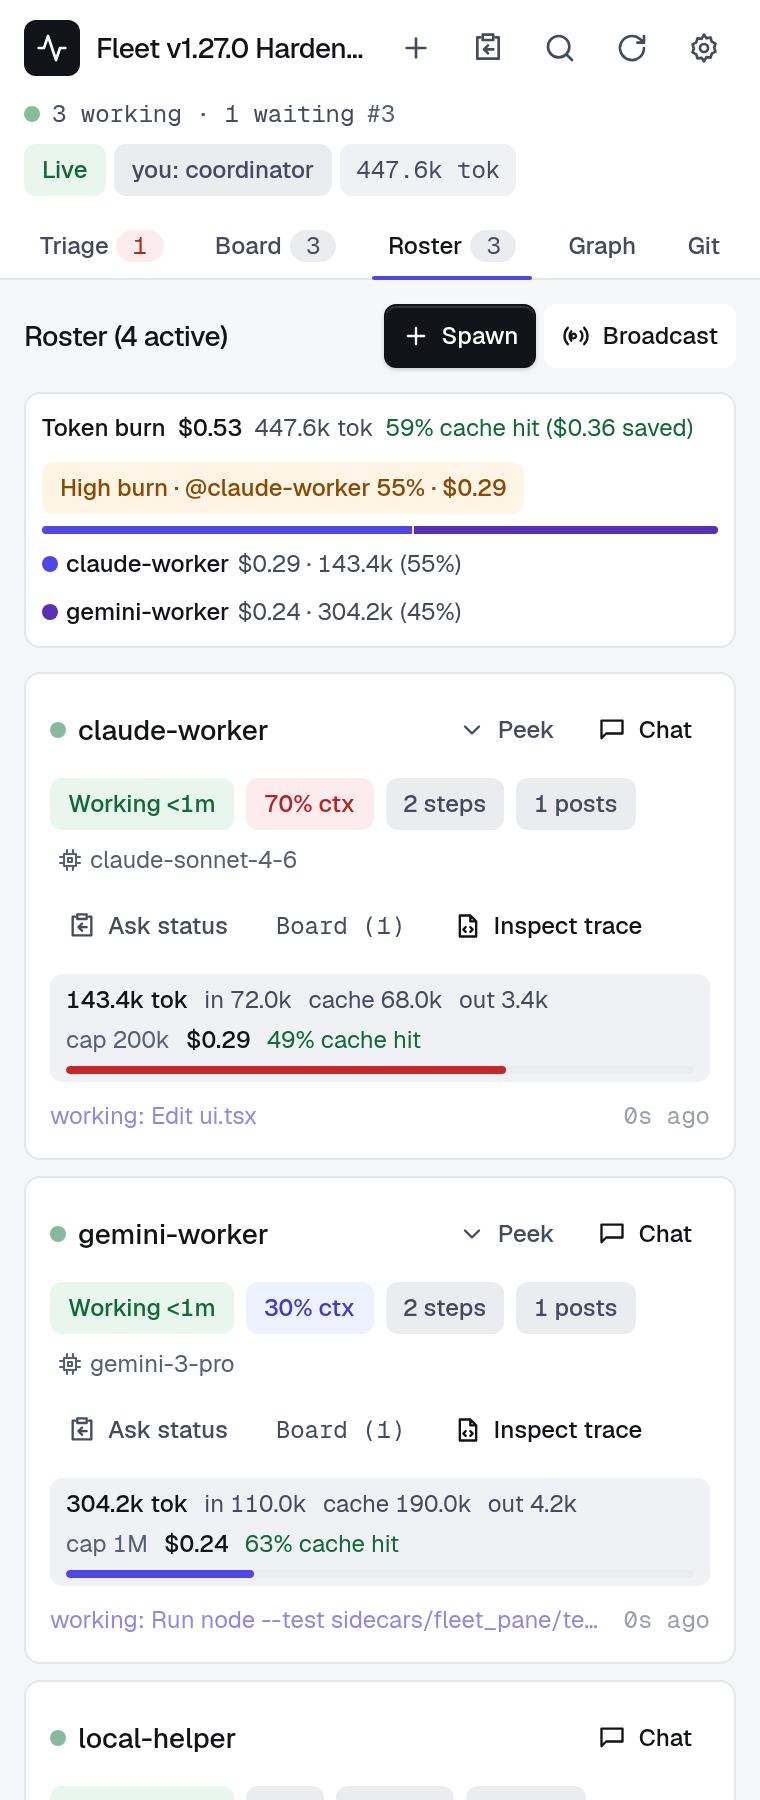 Fleet v1.27.0 Harden...
3 working · 1 waiting #3
Live you: coordinator 447.6k tok
Triage 1 Board 3 Roster 3 Graph Git
Roster (4 active) Spawn Broadcast
Token burn $0.53 447.6k tok 59% cache hit ($0.36 saved)
High burn · @claude-worker 55% · $0.29
claude-worker $0.29 · 143.4k (55%)
gemini-worker $0.24 · 304.2k (45%)
claude-worker Peek Chat
Working <1m 70% ctx 2 steps 1 posts
claude-sonnet-4-6
Ask status Board (1) Inspect trace
143.4k tok in 72.0k cache 68.0k out 3.4k
cap 200k $0.29 49% cache hit
working: Edit ui.tsx 0s ago
gemini-worker Peek Chat
Working <1m 30% ctx 2 steps 1 posts
gemini-3-pro
Ask status Board (1) Inspect trace
304.2k tok in 110.0k cache 190.0k out 4.2k
cap 1M $0.24 63% cache hit
working: Run node --test sidecars/fleet_pane/te... 0s ago
local-helper Chat